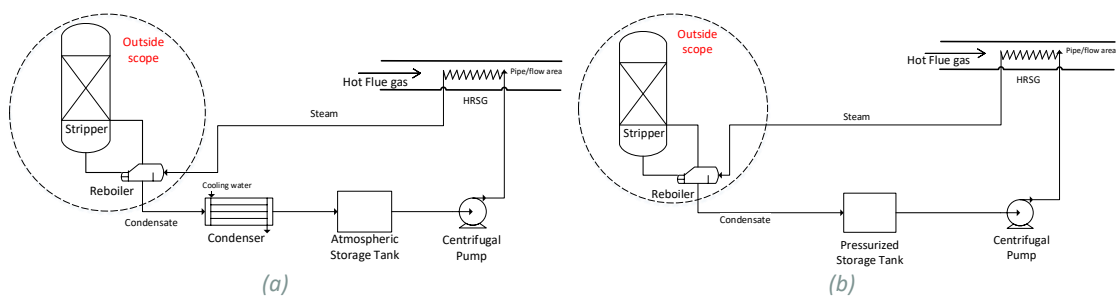 Outside
scope
Hot Flue gas
Pipe/flow area
HRSG
Stripper
Steam
Reboiler
Cooling water
Condensate
Condenser
Atmospheric
Storage Tank
Centrifugal
Pump
(a)
Outside
scope
Hot Flue gas
Pipe/flow area
HRSG
Stripper
Steam
Reboiler
Condensate
Pressurized
Storage Tank
Centrifugal
Pump
(b)